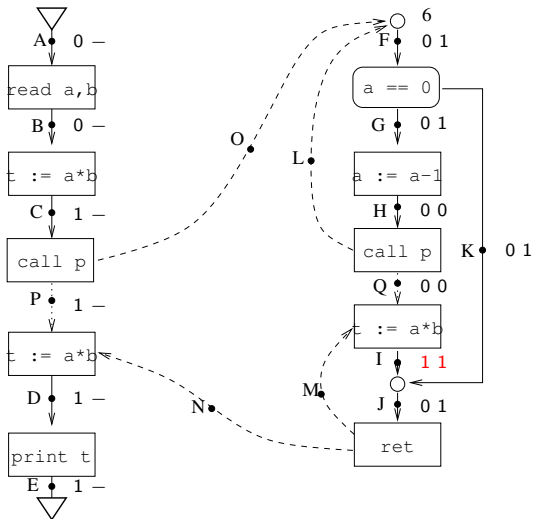 A 0 –
read a,b
B 0 –
t := a*b
C 1 –
call p
P 1 –
t := a*b
D 1 –
print t
E 1 –
O
L
N
M
6
F 0 1
a == 0
G 0 1
a := a-1
H 0 0
call p
K 0 1
Q 0 0
t := a*b
I 1 1
J 0 1
ret